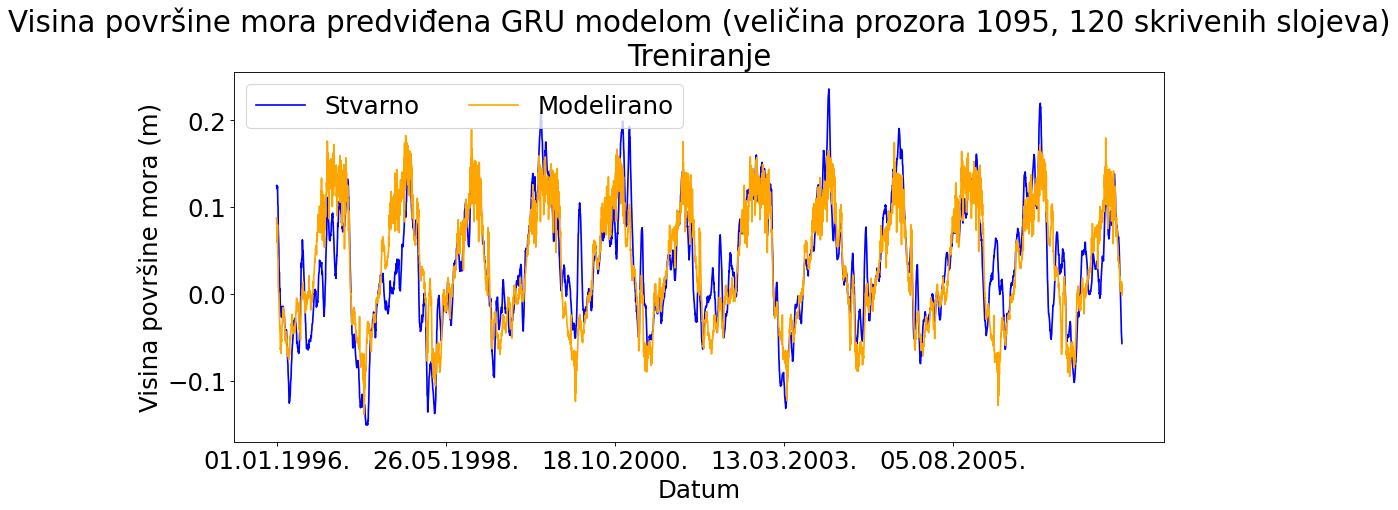 Visina površine mora predviđena GRU modelom (veličina prozora 1095, 120 skrivenih slojeva)
Treniranje
Stvarno
Modelirano
Visina površine mora (m)
0.2
0.1
0.0
−0.1
01.01.1996.
26.05.1998.
18.10.2000.
13.03.2003.
05.08.2005.
Datum